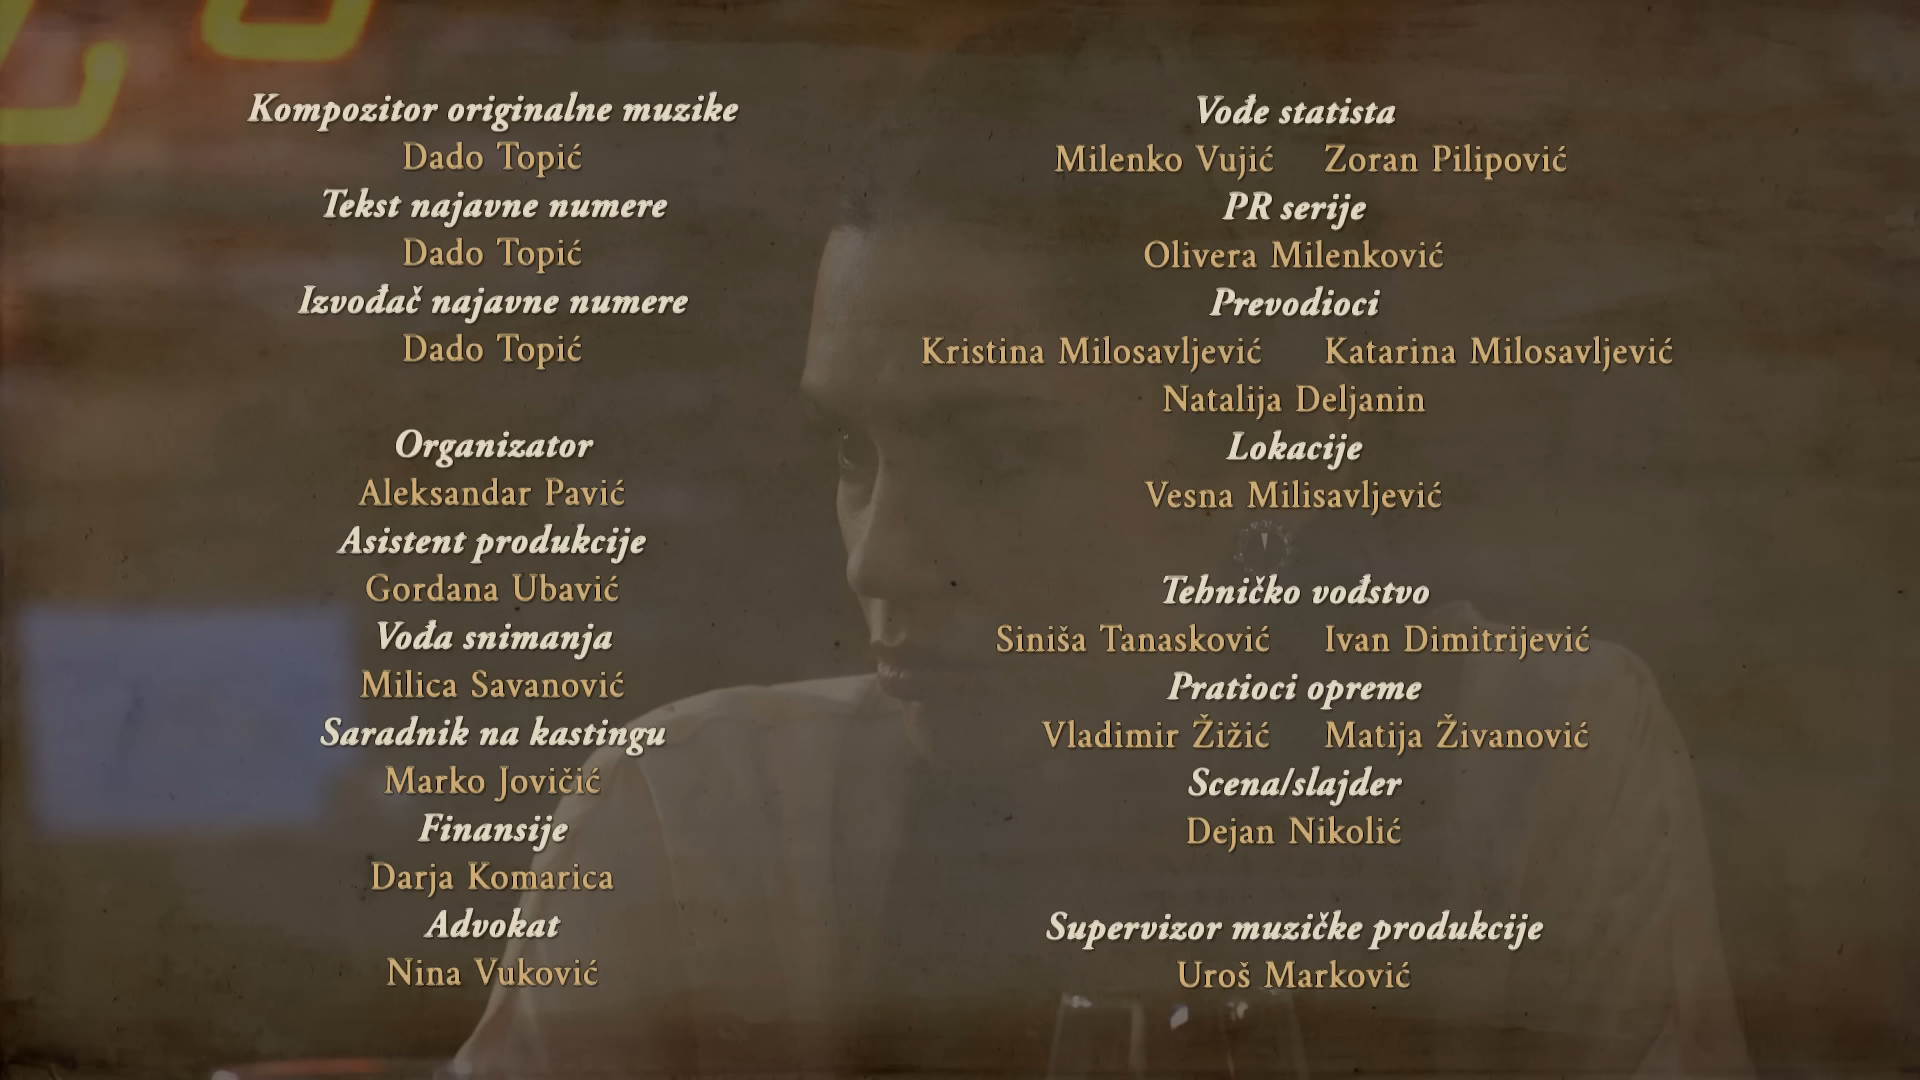 Kompozitor originalne muzike
Dado Topić
Tekst najavne numere
Dado Topić
Izvođač najavne numere
Dado Topić
Organizator
Aleksandar Pavić
Asistent produkcije
Gordana Ubavić
Vođa snimanja
Milica Savanović
Saradnik na kastingu
Marko Jovičić
Finansije
Darja Komarica
Advokat
Nina Vuković
Vođe statista
Milenko Vujić Zoran Pilipović
PR serije
Olivera Milenković
Prevodioci
Kristina Milosavljević Katarina Milosavljević
Natalija Deljanin
Lokacije
Vesna Milisavljević
Tehničko vođstvo
Siniša Tanasković Ivan Dimitrijević
Pratioci opreme
Vladimir Žižić Matija Živanović
Scena/slajder
Dejan Nikolić
Supervizor muzičke produkcije
Uroš Marković